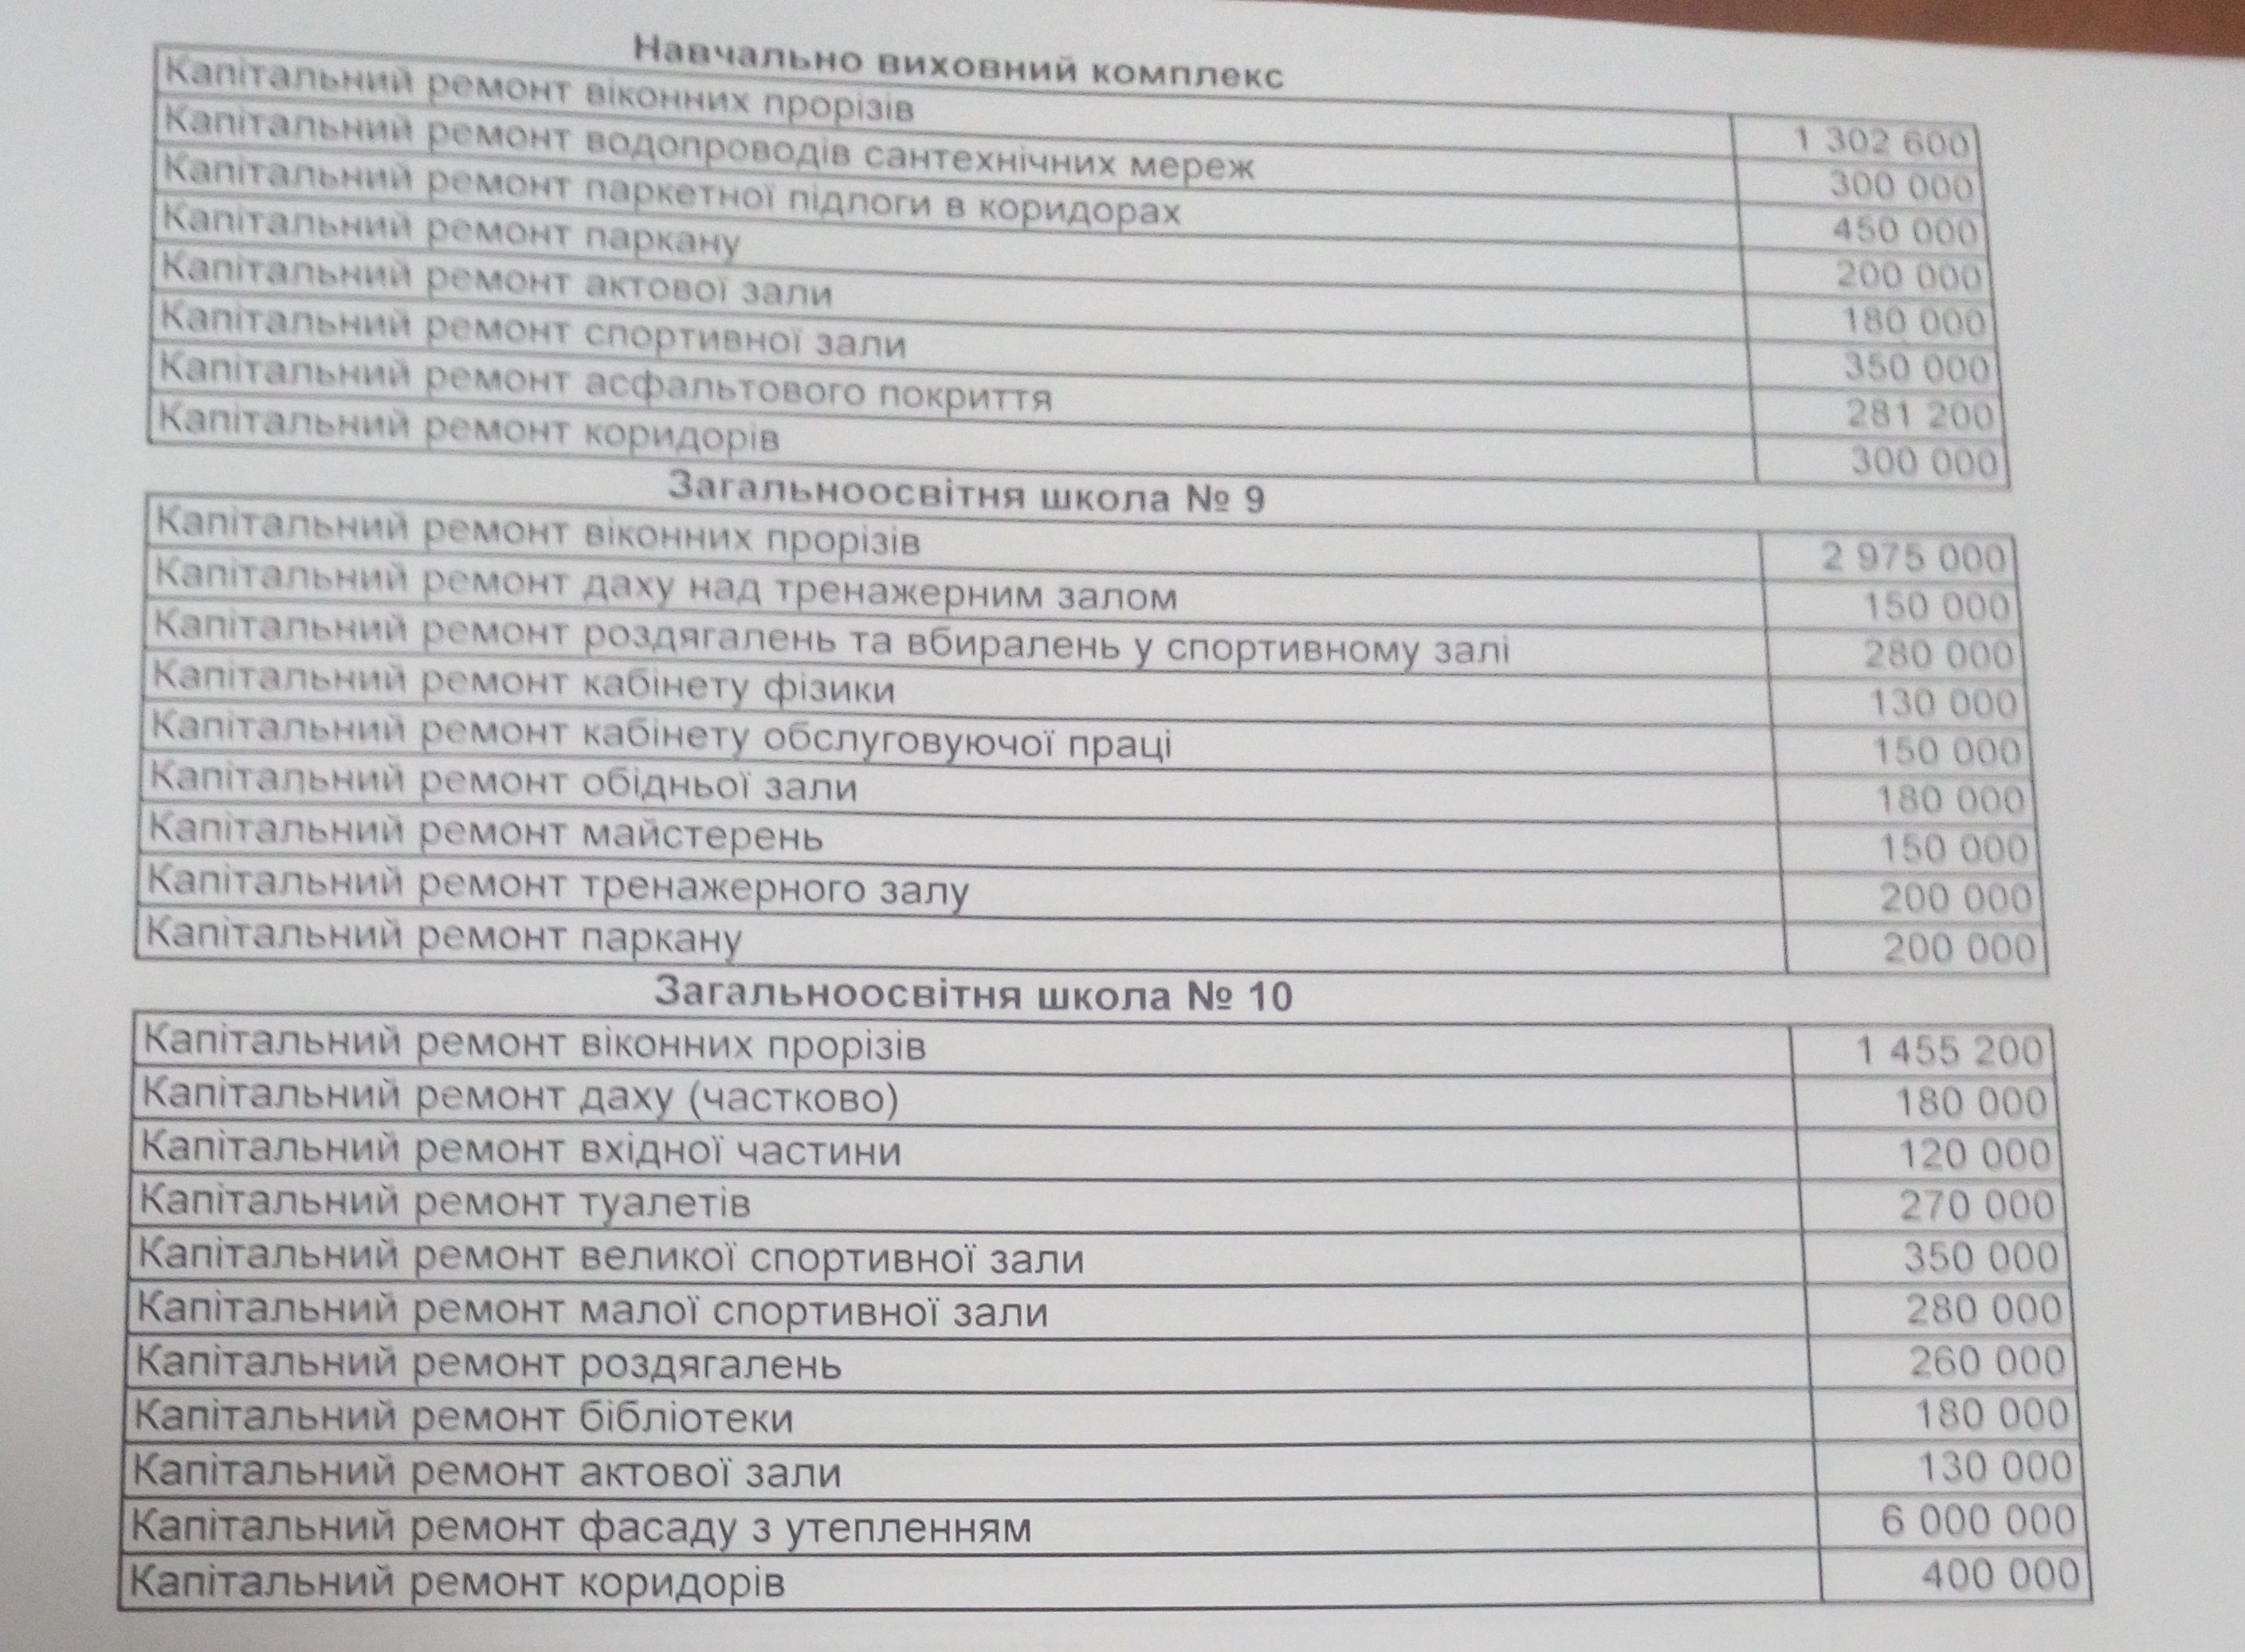 Навчально виховний комплекс
Капітальний ремонт віконних прорізів 1 302 600
Капітальний ремонт водопроводів сантехнічних мереж 300 000
Капітальний ремонт паркетної підлоги в коридорах 450 000
Капітальний ремонт паркану 200 000
Капітальний ремонт актової зали 180 000
Капітальний ремонт спортивної зали 350 000
Капітальний ремонт асфальтового покриття 281 200
Капітальний ремонт коридорів 300 000
Загальноосвітня школа № 9
Капітальний ремонт віконних прорізів 2 975 000
Капітальний ремонт даху над тренажерним залом 150 000
Капітальний ремонт роздягалень та вбиралень у спортивному залі 280 000
Капітальний ремонт кабінету фізики 130 000
Капітальний ремонт кабінету обслуговуючої праці 150 000
Капітальний ремонт обідньої зали 180 000
Капітальний ремонт майстерень 150 000
Капітальний ремонт тренажерного залу 200 000
Капітальний ремонт паркану 200 000
Загальноосвітня школа № 10
Капітальний ремонт віконних прорізів 1 455 200
Капітальний ремонт даху (частково) 180 000
Капітальний ремонт вхідної частини 120 000
Капітальний ремонт туалетів 270 000
Капітальний ремонт великої спортивної зали 350 000
Капітальний ремонт малої спортивної зали 280 000
Капітальний ремонт роздягалень 260 000
Капітальний ремонт бібліотеки 180 000
Капітальний ремонт актової зали 130 000
Капітальний ремонт фасаду з утепленням 6 000 000
Капітальний ремонт коридорів 400 000